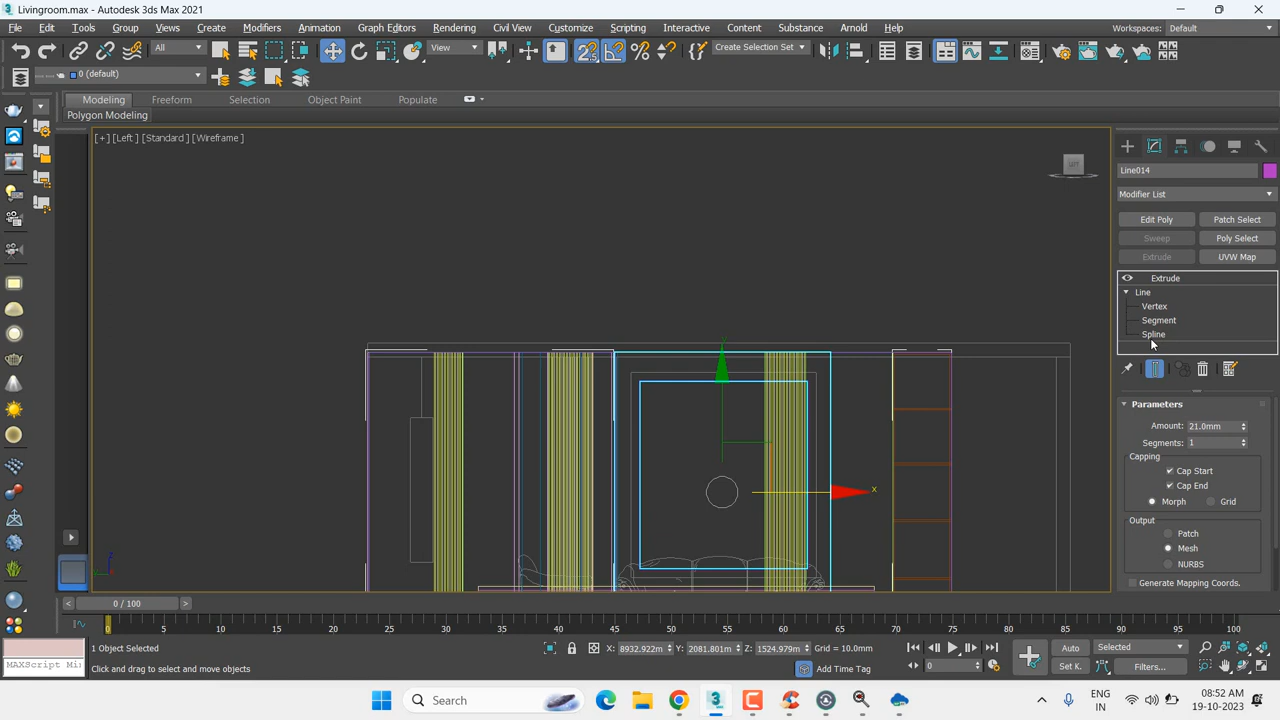 Livingroom.max - Autodesk 3ds Max 2021
File Edit Tools Group Views Create Modifiers Animation Graph Editors Rendering Civil View Customize Scripting Interactive Content Substance Arnold Help Workspaces: Default
All View Create Selection Set
0 (default)
Modeling Freeform Selection Object Paint Populate
Polygon Modeling
[+] [Left] [Standard] [Wireframe]
LEFT
Line014
Modifier List
Edit Poly Patch Select
Sweep Poly Select
Extrude UVW Map
Extrude
Line
Vertex
Segment
Spline
Parameters
Amount: 21.0mm
Segments: 1
Capping
Cap Start
Cap End
Morph Grid
Output
Patch
Mesh
NURBS
Generate Mapping Coords.
x
z
< 0 / 100 >
0 5 10 15 20 25 30 35 40 45 50 55 60 65 70 75 80 85 90 95 100
1 Object Selected X: 8932.922m Y: 2081.801m Z: 1524.979m Grid = 10.0mm Auto Selected
MAXScript Mi Click and drag to select and move objects Add Time Tag 0 Set K. Filters...
Search ENG IN 08:52 AM 19-10-2023